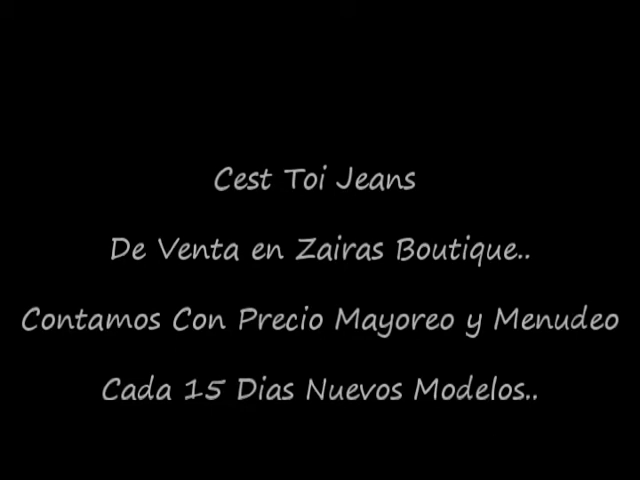 Cest Toi Jeans
De Venta en Zairas Boutique..
Contamos Con Precio Mayoreo y Menudeo
Cada 15 Dias Nuevos Modelos..